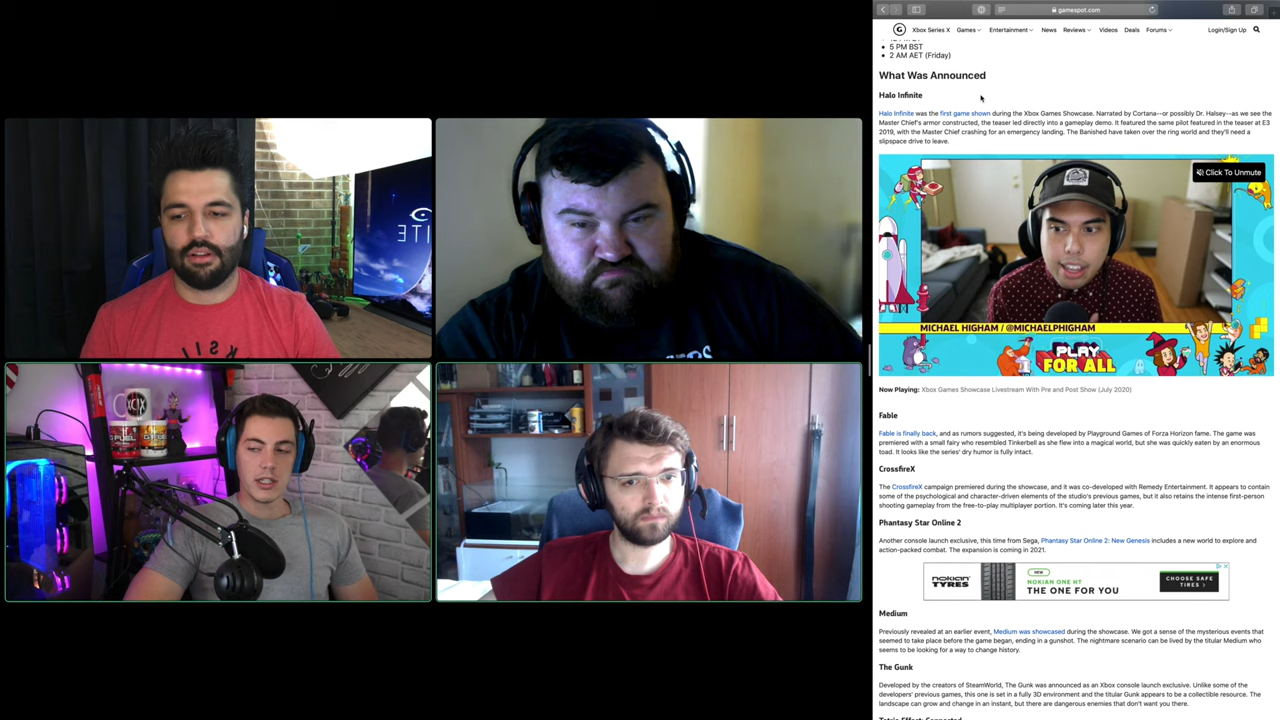 gamespot.com
Xbox Series X Games Entertainment News Reviews Videos Deals Forums Login/Sign Up
5 PM BST
2 AM AET (Friday)
What Was Announced
Halo Infinite
Halo Infinite was the first game shown during the Xbox Games Showcase. Narrated by Cortana--or possibly Dr. Halsey--as we see the
Master Chief's armor constructed, the teaser led directly into a gameplay demo. It featured the same pilot featured in the teaser at E3
2019, with the Master Chief crashing for an emergency landing. The Banished have taken over the ring world and they'll need a
slipspace drive to leave.
Click To Unmute
MICHAEL HIGHAM / @MICHAELPHIGHAM
PLAY
FOR ALL
Now Playing: Xbox Games Showcase Livestream With Pre and Post Show (July 2020)
Fable
Fable is finally back, and as rumors suggested, it's being developed by Playground Games of Forza Horizon fame. The game was
premiered with a small fairy who resembled Tinkerbell as she flew into a magical world, but she was quickly eaten by an enormous
toad. It looks like the series' dry humor is fully intact.
CrossfireX
The CrossfireX campaign premiered during the showcase, and it was co-developed with Remedy Entertainment. It appears to contain
some of the psychological and character-driven elements of the studio's previous games, but it also retains the intense first-person
shooting gameplay from the free-to-play multiplayer portion. It's coming later this year.
Phantasy Star Online 2
Another console launch exclusive, this time from Sega, Phantasy Star Online 2: New Genesis includes a new world to explore and
action-packed combat. The expansion is coming in 2021.
NOKIAN
TYRES
NEW
NOKIAN ONE HT
THE ONE FOR YOU
CHOOSE SAFE
TIRES >
Medium
Previously revealed at an earlier event, Medium was showcased during the showcase. We got a sense of the mysterious events that
seemed to take place before the game began, ending in a gunshot. The nightmare scenario can be lived by the titular Medium who
seems to be looking for a way to change history.
The Gunk
Developed by the creators of SteamWorld, The Gunk was announced as an Xbox console launch exclusive. Unlike some of the
developers' previous games, this one is set in a fully 3D environment and the titular Gunk appears to be a collectible resource. The
landscape can grow and change in an instant, but there are dangerous enemies that don't want you there.
Tetris Effect: Connected